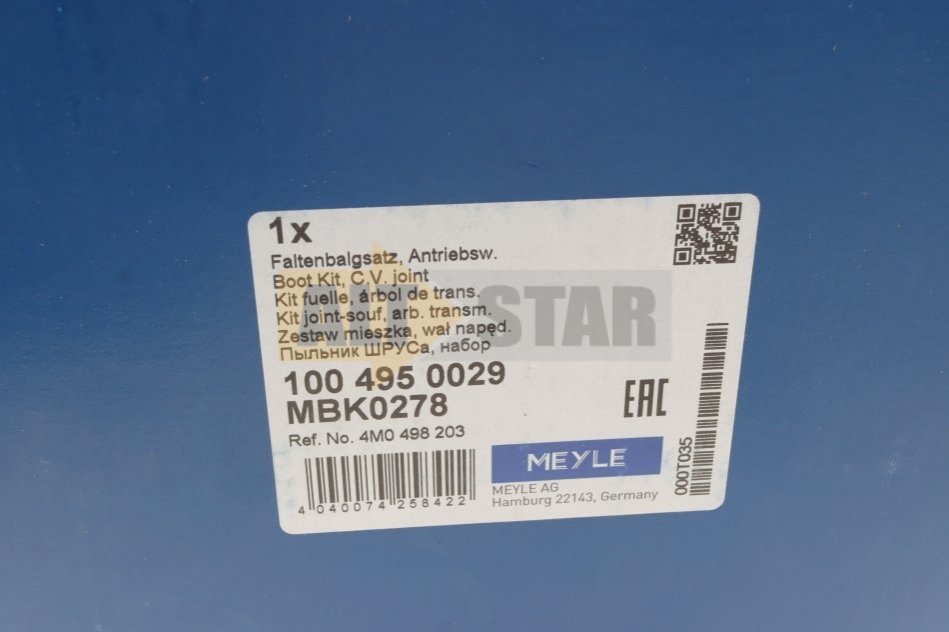 1x
Faltenbalgsatz, Antriebsw.
Boot Kit, C.V. joint
Kit fuelle, árbol de trans.
Kit joint-souf, arb. transm.
Zestaw mieszka, wał napęd.
Пыльник ШРУСа, набор
100 495 0029
MBK0278
Ref. No. 4M0 498 203
4 040074 258422
EAC
MEYLE
MEYLE AG
Hamburg 22143, Germany
000T035
STAR